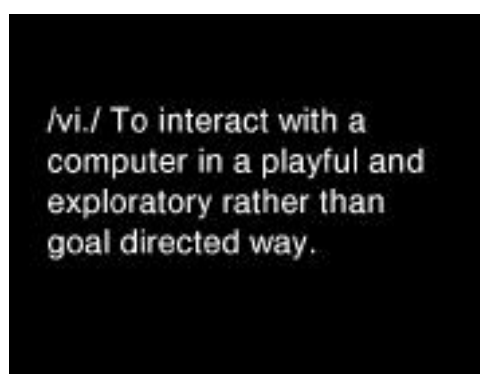 /vi./ To interact with a
computer in a playful and
exploratory rather than
goal directed way.